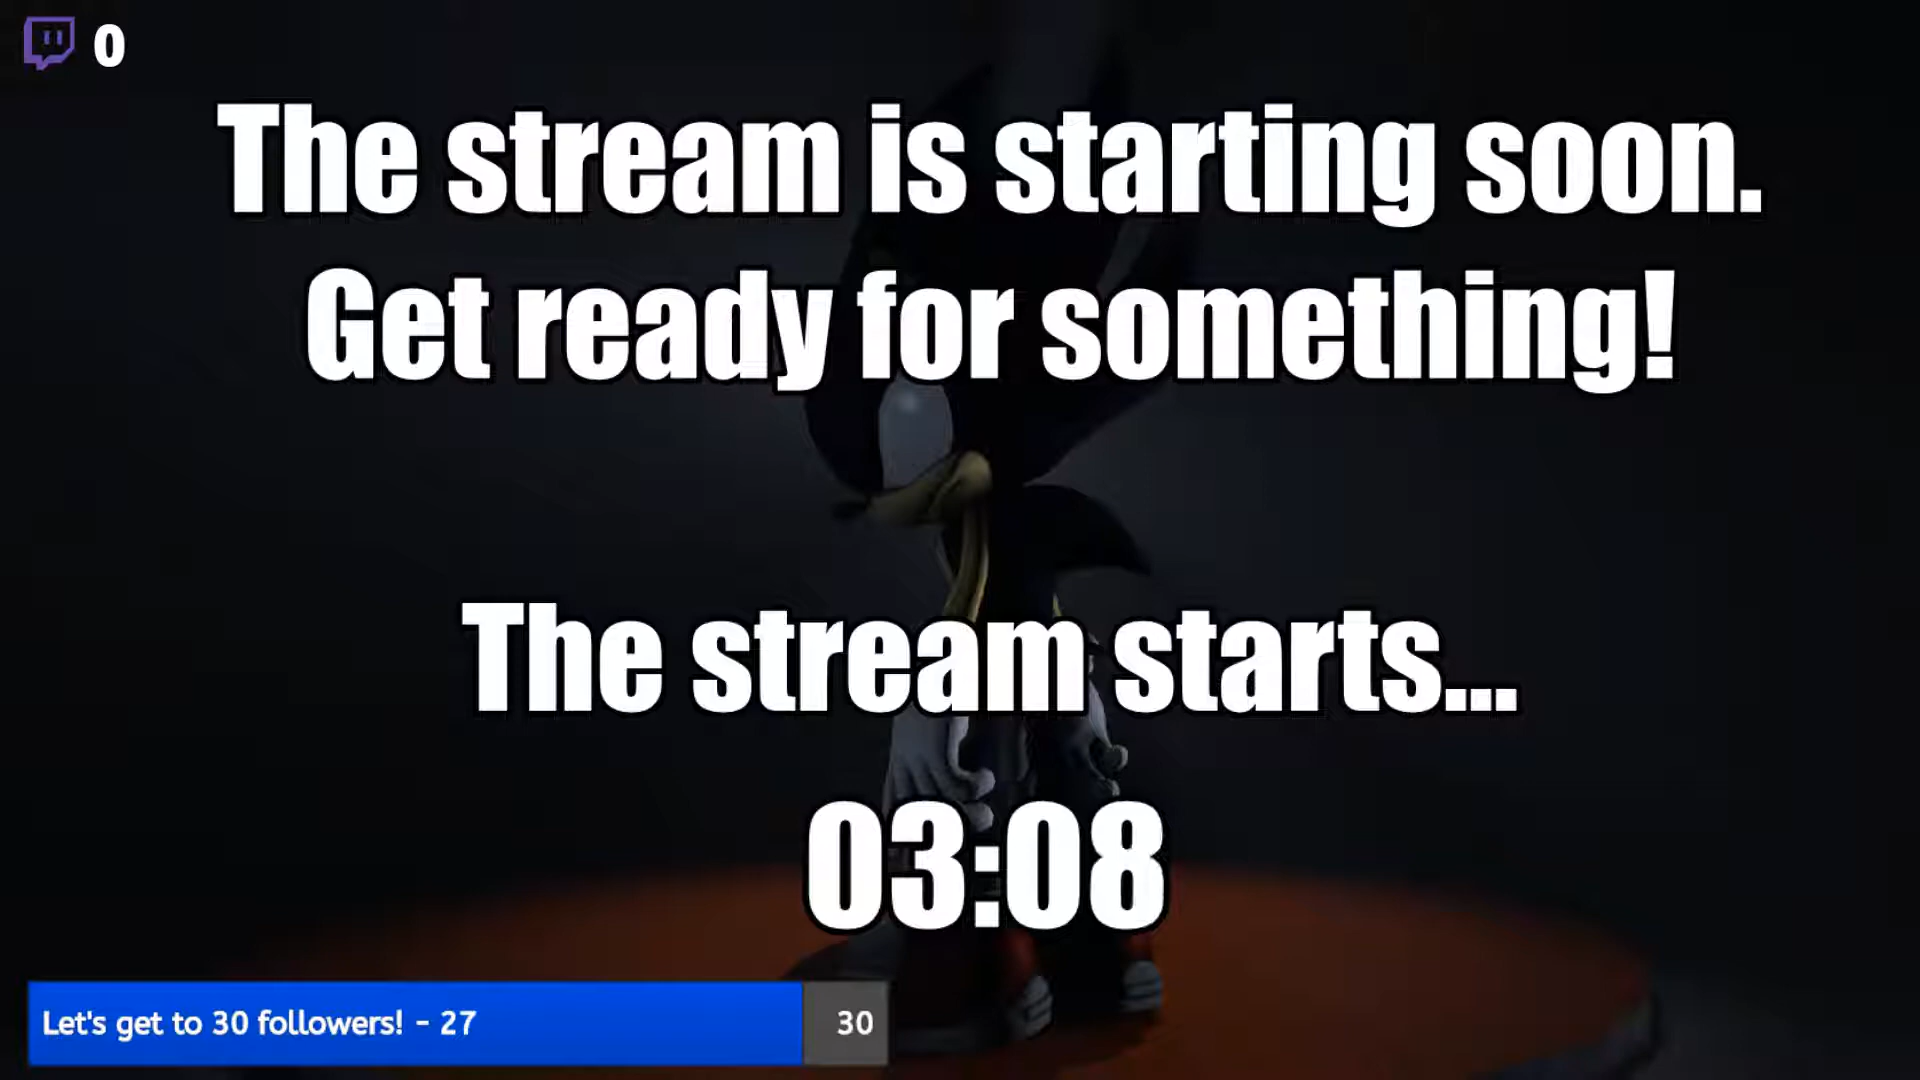 0
The stream is starting soon.
Get ready for something!
The stream starts...
03:08
Let's get to 30 followers! - 27
30